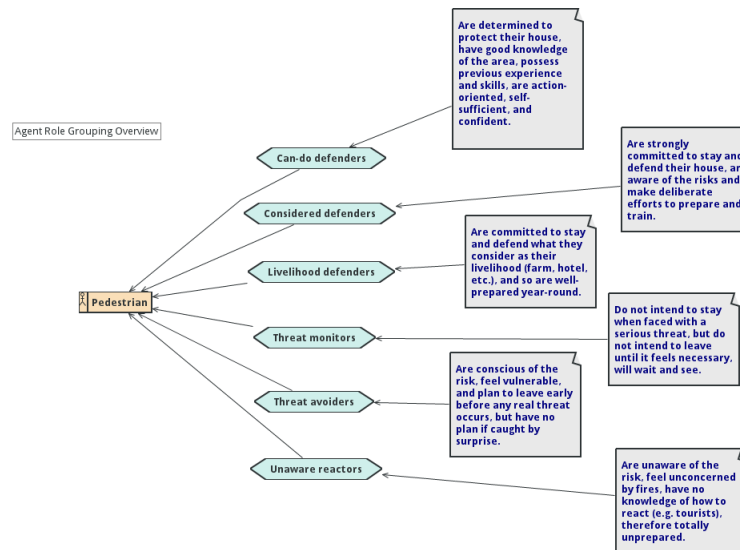 Are determined to
protect their house,
have good knowledge
of the area, possess
previous experience
and skills, are action-
oriented, self-
sufficient, and
confident.
Agent Role Grouping Overview
Can-do defenders
Are strongly
committed to stay and
defend their house, ar
aware of the risks and
make deliberate
efforts to prepare and
train.
Considered defenders
Are committed to stay
and defend what they
consider as their
livelihood (farm, hotel,
etc.), and so are well-
prepared year-round.
Livelihood defenders
Pedestrian
Do not intend to stay
when faced with a
serious threat, but do
not intend to leave
until it feels necessary,
will wait and see.
Threat monitors
Are conscious of the
risk, feel vulnerable,
and plan to leave early
before any real threat
occurs, but have no
plan if caught by
surprise.
Threat avoiders
Unaware reactors
Are unaware of the
risk, feel unconcerned
by fires, have no
knowledge of how to
react (e.g. tourists),
therefore totally
unprepared.